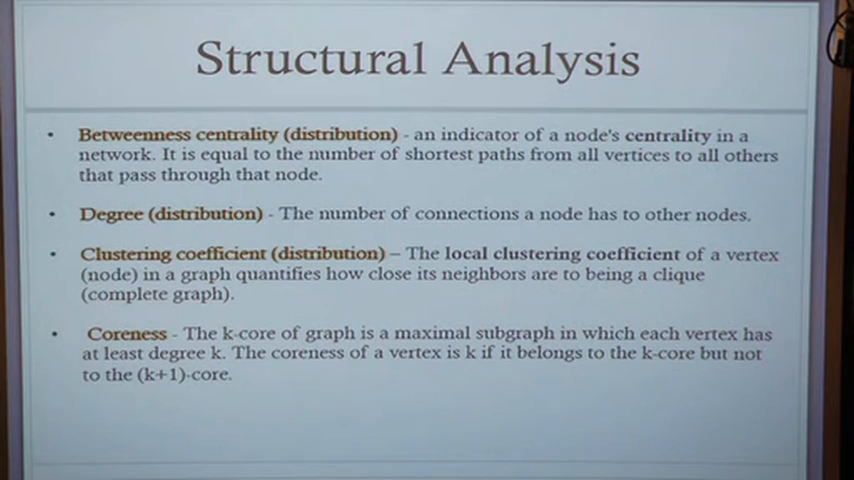 Structural Analysis
• Betweenness centrality (distribution) - an indicator of a node's centrality in a
network. It is equal to the number of shortest paths from all vertices to all others
that pass through that node.
• Degree (distribution) - The number of connections a node has to other nodes.
• Clustering coefficient (distribution) – The local clustering coefficient of a vertex
(node) in a graph quantifies how close its neighbors are to being a clique
(complete graph).
• Coreness - The k-core of graph is a maximal subgraph in which each vertex has
at least degree k. The coreness of a vertex is k if it belongs to the k-core but not
to the (k+1)-core.